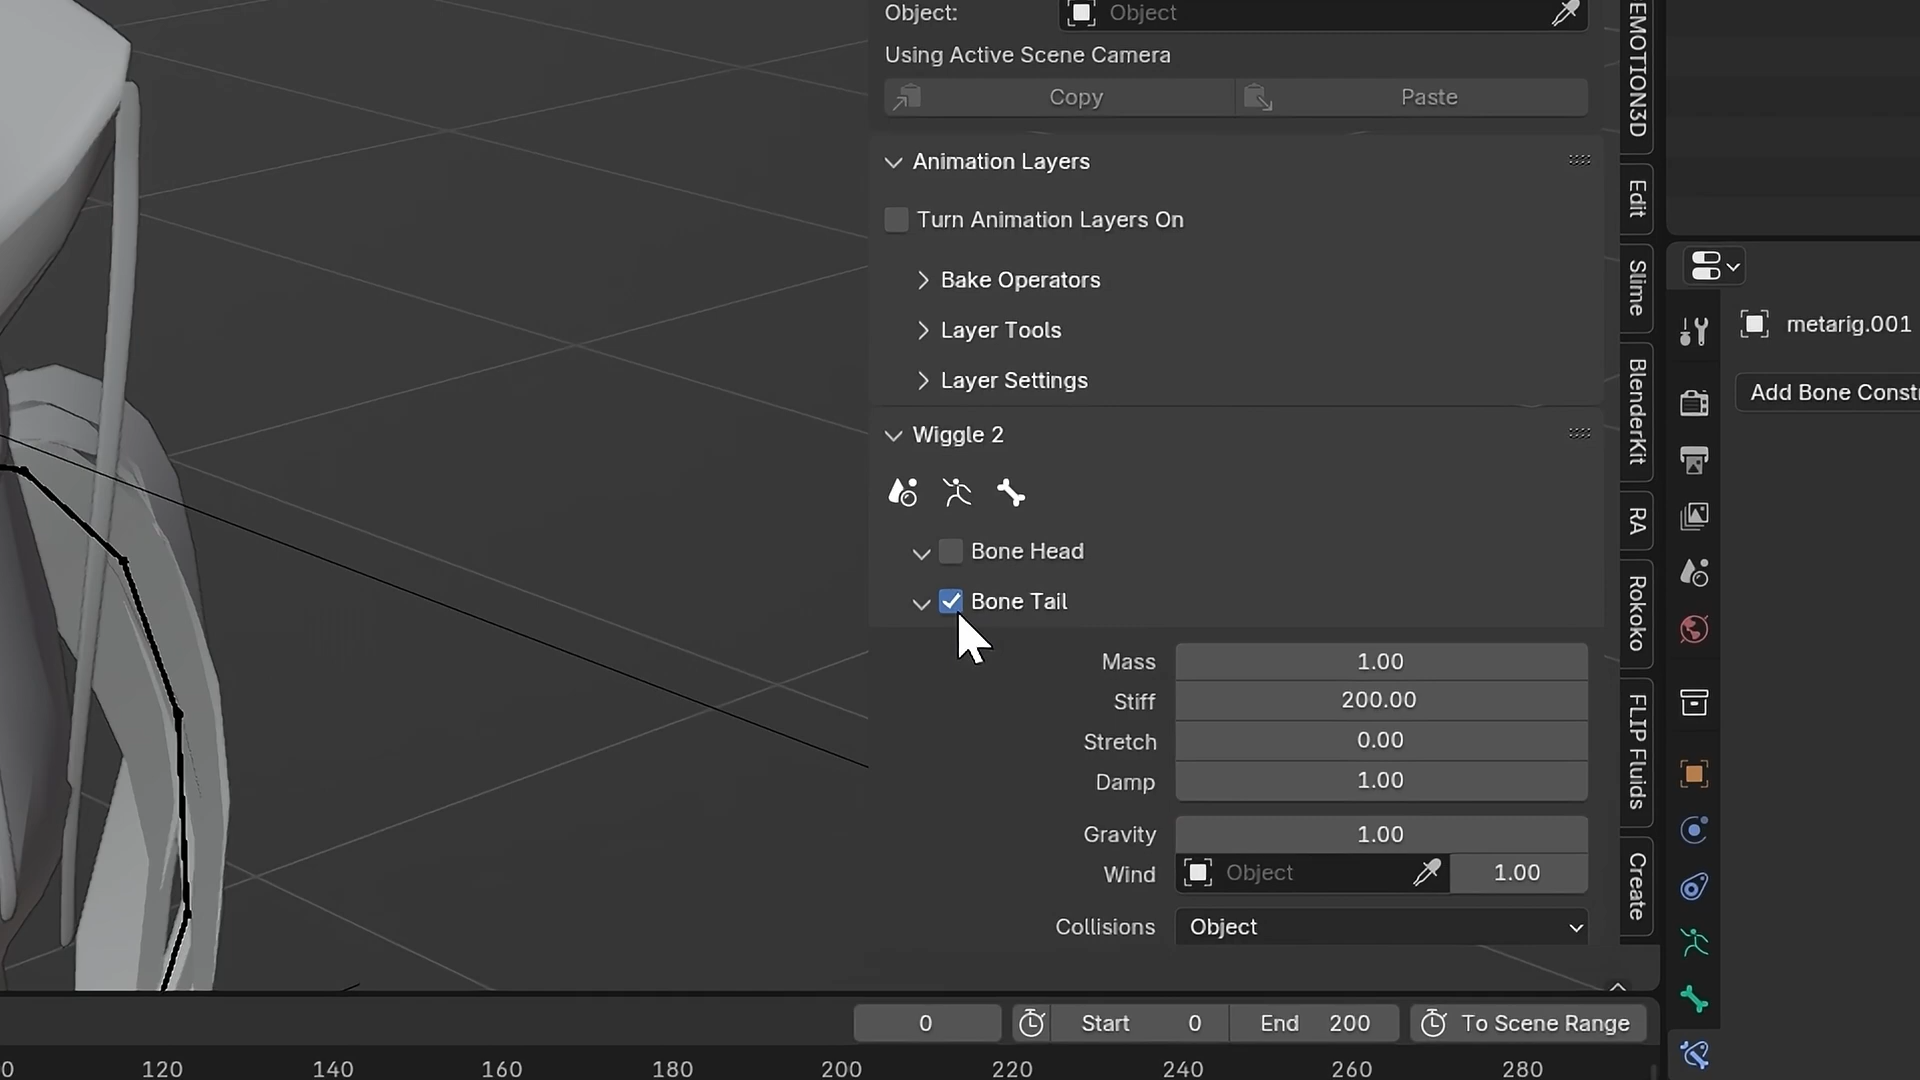 Object:
Object
Using Active Scene Camera
Copy
Paste
Animation Layers
Turn Animation Layers On
Bake Operators
Layer Tools
Layer Settings
Wiggle 2
Bone Head
Bone Tail
Mass 1.00
Stiff 200.00
Stretch 0.00
Damp 1.00
Gravity 1.00
Wind Object 1.00
Collisions Object
EMOTION3D
Edit
Slime
BlenderKit
RA
Rokoko
FLIP Fluids
Create
metarig.001
Add Bone Constr
0
Start 0
End 200
To Scene Range
0 120 140 160 180 200 220 240 260 280